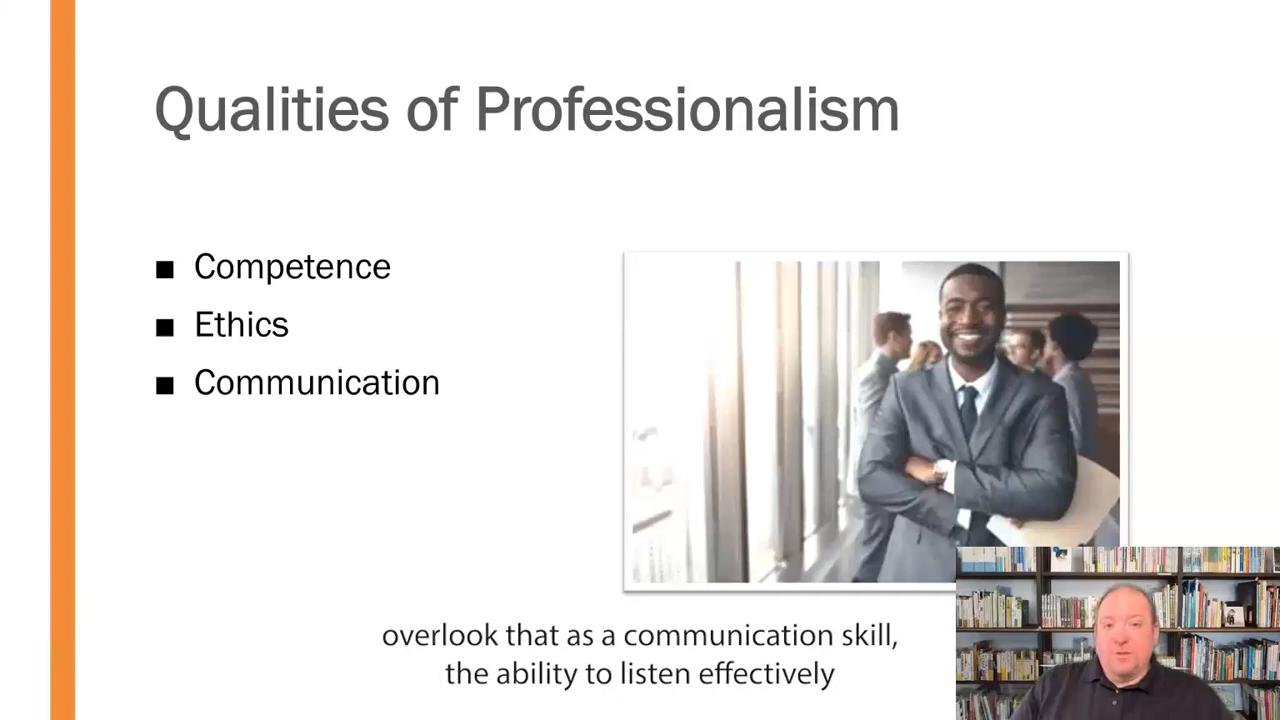 Qualities of Professionalism
■ Competence
■ Ethics
■ Communication
overlook that as a communication skill,
the ability to listen effectively